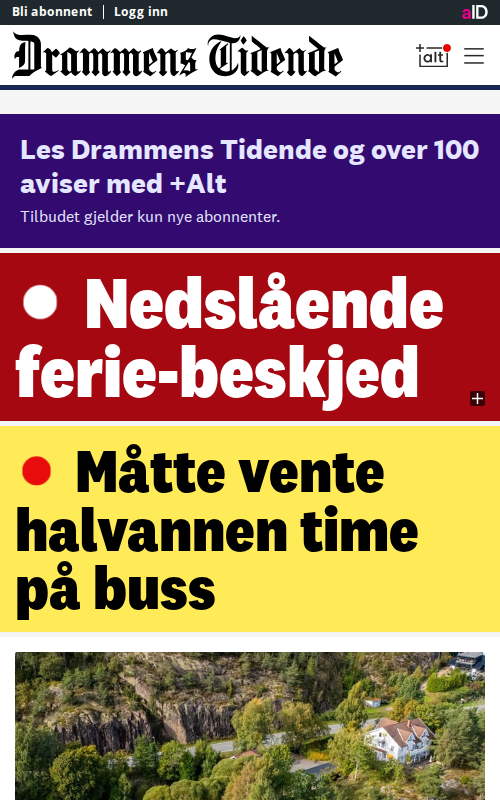 Bli abonnent | Logg inn
aID
Drammens Tidende
+alt
Les Drammens Tidende og over 100
aviser med +Alt
Tilbudet gjelder kun nye abonnenter.
Nedslående
ferie-beskjed
+
Måtte vente
halvannen time
på buss